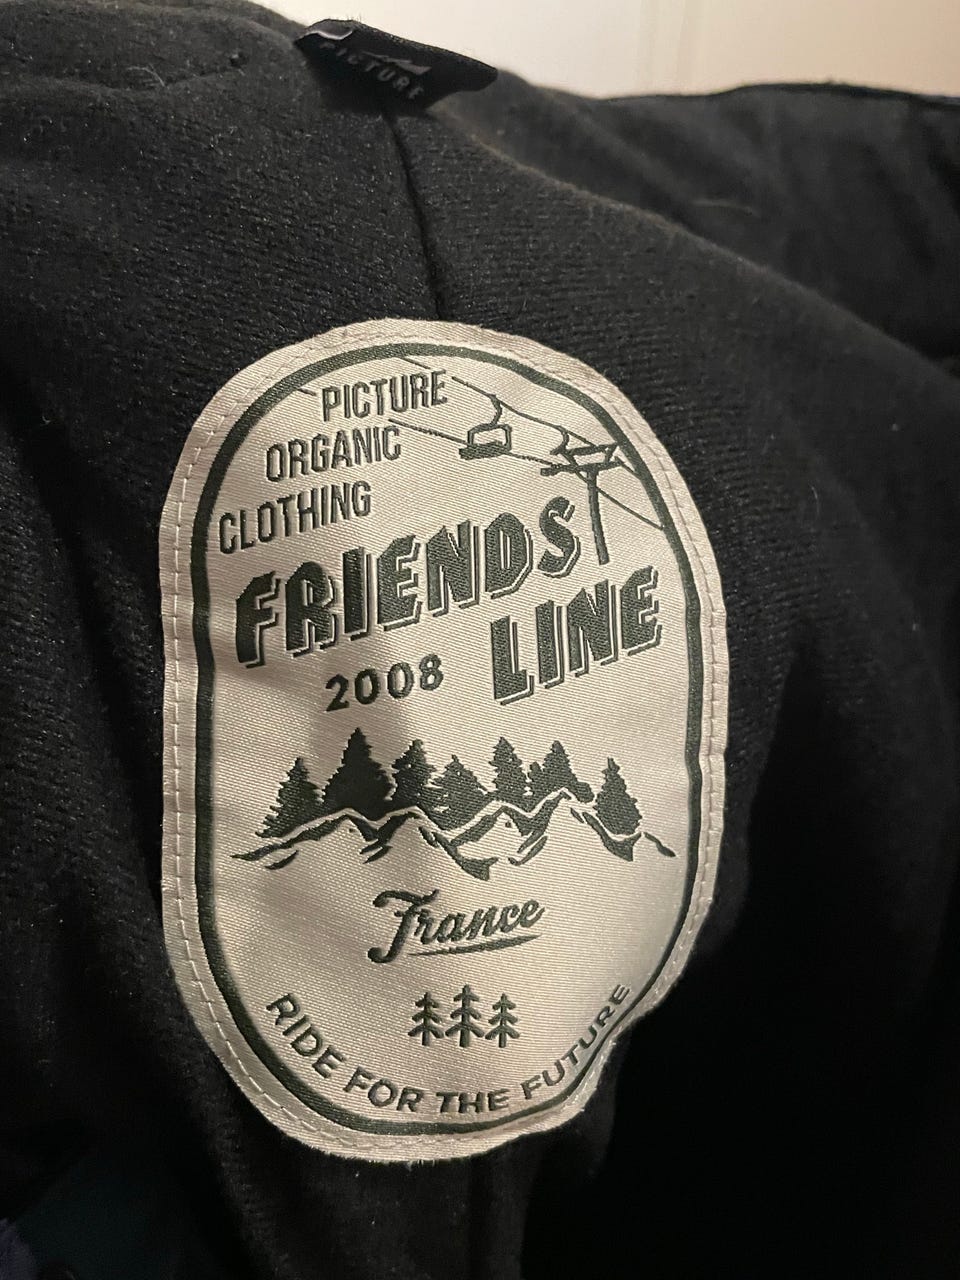 PICTURE
PICTURE
ORGANIC
CLOTHING
FRIENDS
LINE
2008
France
RIDE FOR THE FUTURE